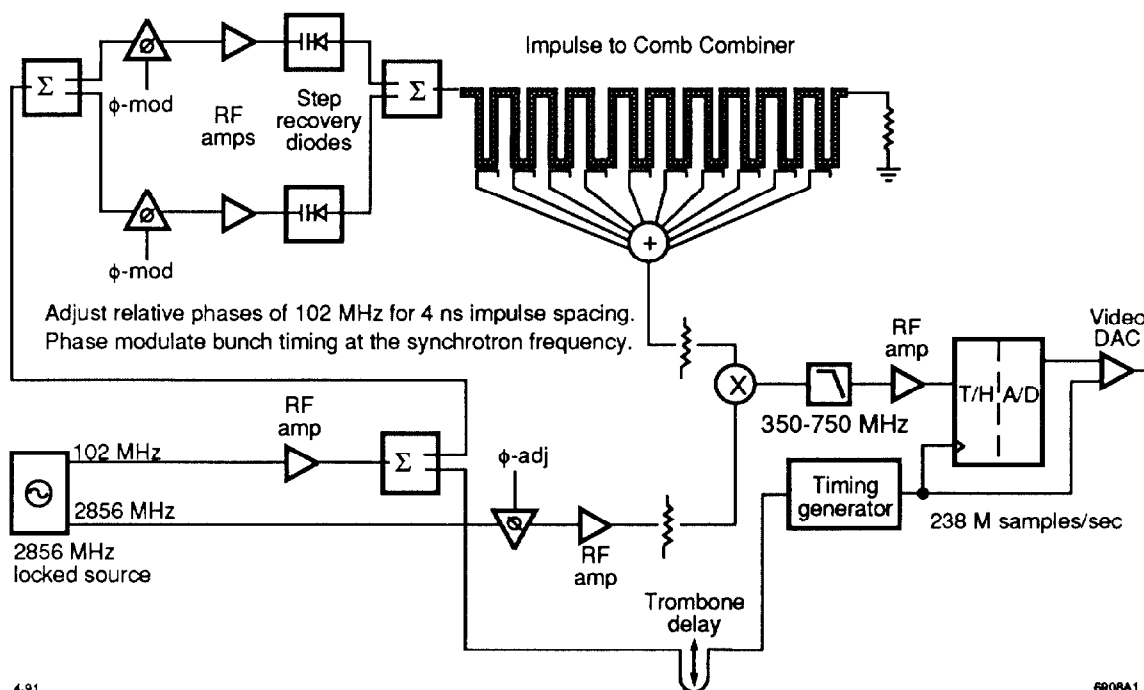 Impulse to Comb Combiner
Σ
ϕ
ϕ-mod
RF
amps
Step
recovery
diodes
Σ
ϕ
ϕ-mod
+
Adjust relative phases of 102 MHz for 4 ns impulse spacing.
Phase modulate bunch timing at the synchrotron frequency.
RF
amp
Video
DAC
X
T/H A/D
350-750 MHz
RF
amp
102 MHz
Σ
ϕ-adj
2856 MHz
ϕ
Timing
generator
238 M samples/sec
2856 MHz
locked source
RF
amp
Trombone
delay
4-91
6908A1